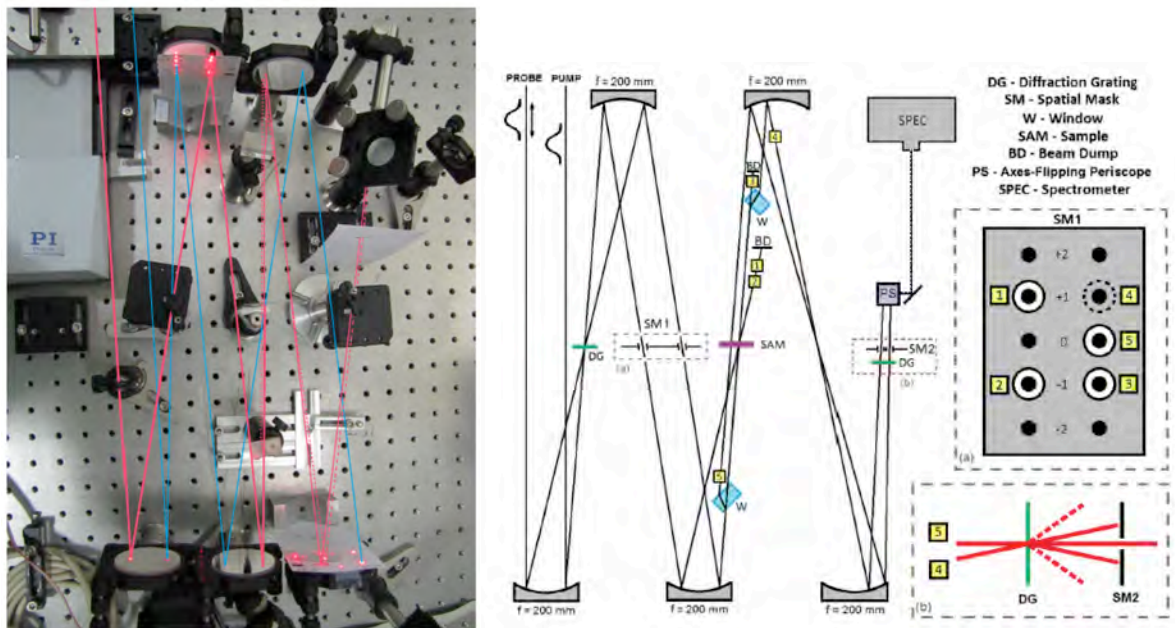 PI
PROBE PUMP
f = 200 mm
f = 200 mm
DG - Diffraction Grating
SM - Spatial Mask
W - Window
SAM - Sample
BD - Beam Dump
PS - Axes-Flipping Periscope
SPEC - Spectrometer
SPEC
4
BD
3
W
BD
1
2
SM1
DG
(a)
SAM
PS
SM2
DG
(b)
5
W
f = 200 mm
f = 200 mm
f = 200 mm
SM1
+2
1 +1 4
0 5
2 -1 3
-2
(a)
5
4
DG SM2
(b)